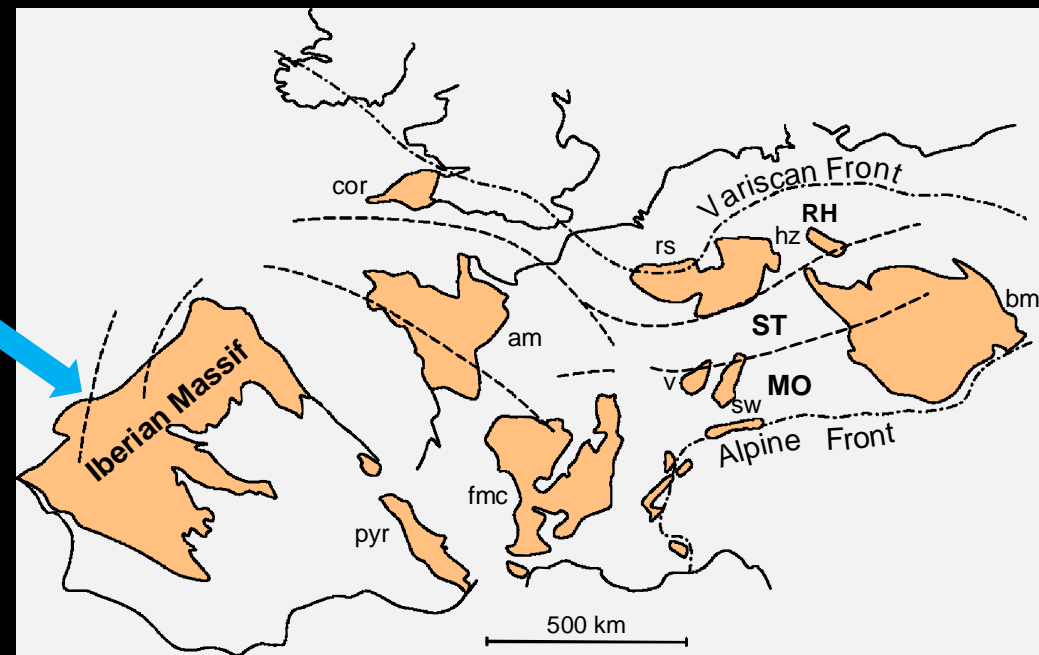 cor
Variscan Front
RH
hz
rs
bm
am
ST
v
MO
sw
Iberian Massif
Alpine Front
fmc
pyr
500 km